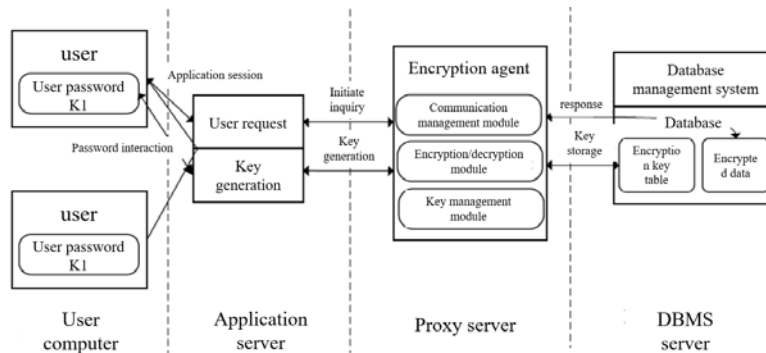 user
User password
K1
Application session
Password interaction
user
User password
K1
User
computer
User request
Key
generation
Application
server
Initiate
inquiry
Key
generation
Encryption agent
Communication
management module
Encryption/decryption
module
Key management
module
Proxy server
response
Key
storage
Database
management system
Database
Encryptio
n key
table
Encrypte
d data
DBMS
server